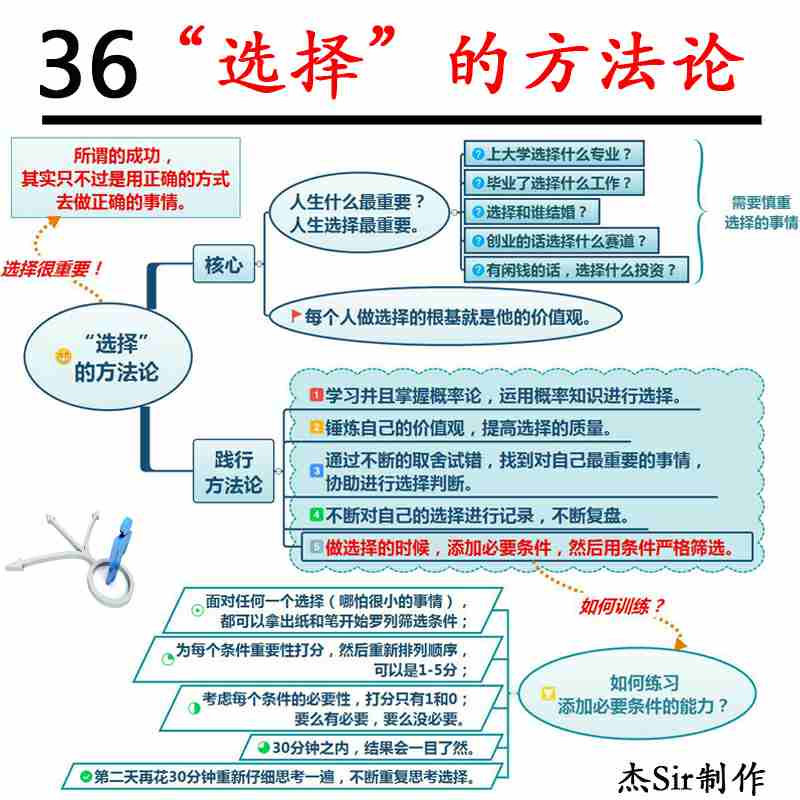 36 “选择”的方法论
所谓的成功，
其实只不过是用正确的方式
去做正确的事情。
选择很重要！
“选择”
的方法论
核心
人生什么最重要？
人生选择最重要。
上大学选择什么专业？
毕业了选择什么工作？
选择和谁结婚？
创业的话选择什么赛道？
有闲钱的话，选择什么投资？
需要慎重
选择的事情
每个人做选择的根基就是他的价值观。
践行
方法论
1 学习并且掌握概率论，运用概率知识进行选择。
2 锤炼自己的价值观，提高选择的质量。
3 通过不断的取舍试错，找到对自己最重要的事情，
协助进行选择判断。
4 不断对自己的选择进行记录，不断复盘。
5 做选择的时候，添加必要条件，然后用条件严格筛选。
如何训练？
如何练习
添加必要条件的能力？
面对任何一个选择（哪怕很小的事情），
都可以拿出纸和笔开始罗列筛选条件；
为每个条件重要性打分，然后重新排列顺序，
可以是1-5分；
考虑每个条件的必要性，打分只有1和0；
要么有必要，要么没必要。
30分钟之内，结果会一目了然。
第二天再花30分钟重新仔细思考一遍，不断重复思考选择。
杰Sir制作